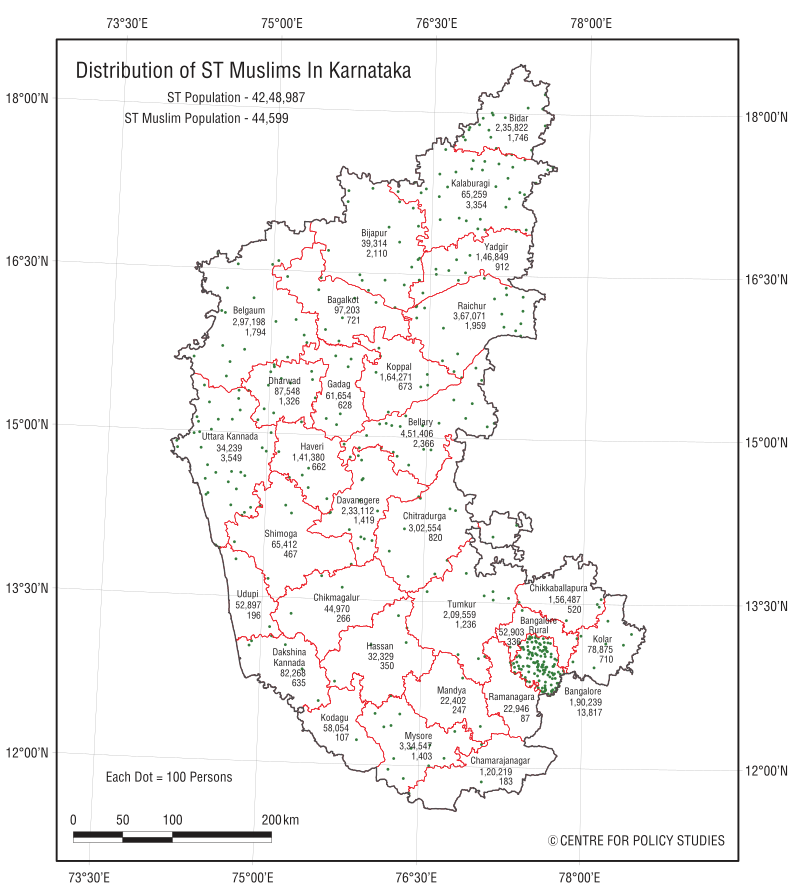 73°30'E 75°00'E 76°30'E 78°00'E
Distribution of ST Muslims In Karnataka
ST Population - 42,48,987
ST Muslim Population - 44,599
18°00'N
18°00'N
Bidar
2,35,822
1,746
Kalaburagi
65,259
3,354
Bijapur
39,314
2,110
Yadgir
1,46,849
912
16°30'N
16°30'N
Bagalkot
97,203
721
Raichur
3,67,071
1,959
Belgaum
2,97,198
1,794
Koppal
1,64,271
673
Dharwad
87,548
1,326
Gadag
61,654
628
15°00'N
15°00'N
Bellary
4,51,406
2,366
Uttara Kannada
34,239
3,549
Haveri
1,41,380
662
Davanagere
2,33,112
1,419
Chitradurga
3,02,554
820
Shimoga
65,412
467
13°30'N
13°30'N
Udupi
52,897
196
Chikmagalur
44,970
266
Tumkur
2,09,559
1,236
Chikkaballapura
1,56,487
520
Bangalore
Rural
52,903
336
Kolar
78,875
710
Dakshina
Kannada
82,268
635
Hassan
32,329
350
Mandya
22,402
247
Ramanagara
22,946
87
Bangalore
1,90,239
13,817
Kodagu
58,054
107
Mysore
3,34,547
1,403
12°00'N
12°00'N
Chamarajanagar
1,20,219
183
Each Dot = 100 Persons
0 50 100 200 km
© CENTRE FOR POLICY STUDIES
73°30'E 75°00'E 76°30'E 78°00'E